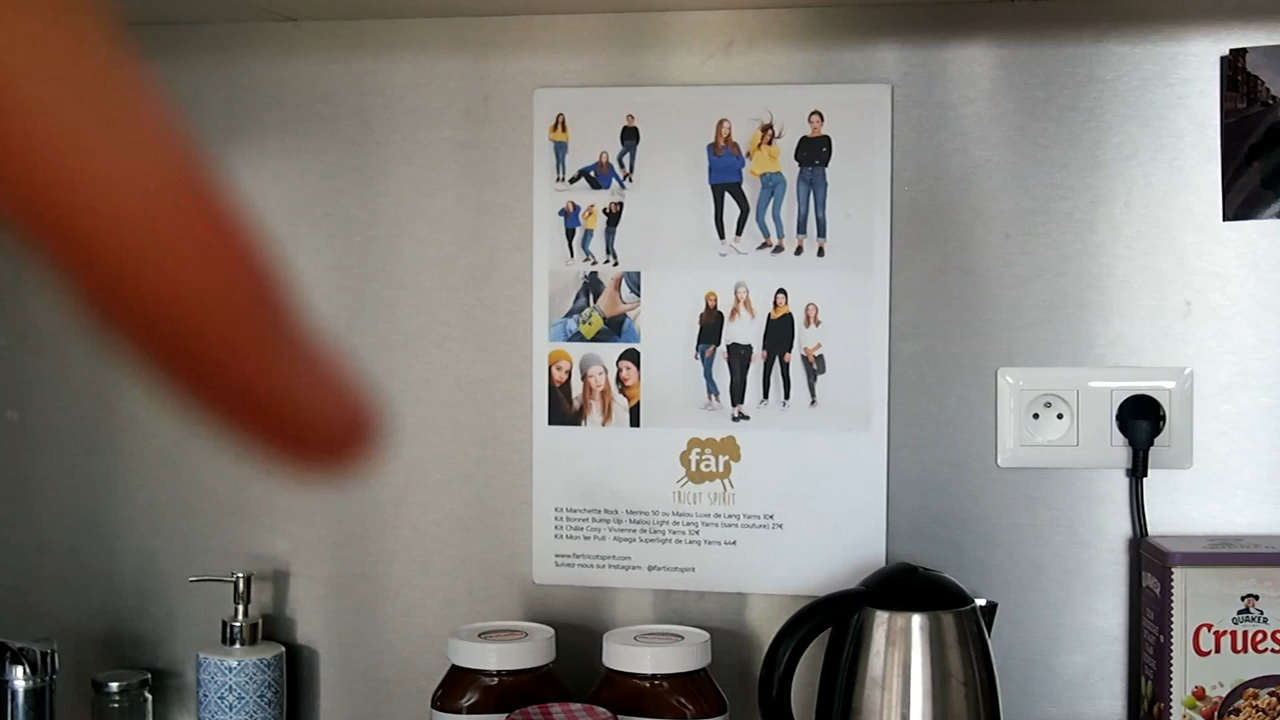 får
TRICOT SPIRIT
Kit Manchette Rock - Merino 50 ou Malou Luxe de Lang Yarns 10€
Kit Bonnet Bump Up - Malou Light de Lang Yarns (sans couture) 27€
Kit Châle Cosy - Vivienne de Lang Yarns 32€
Kit Mon 1er Pull - Alpaga Superlight de Lang Yarns 44€
www.fartricotspirit.com
Suivez-nous sur Instagram : @farticotspirit
QUAKER
Crues